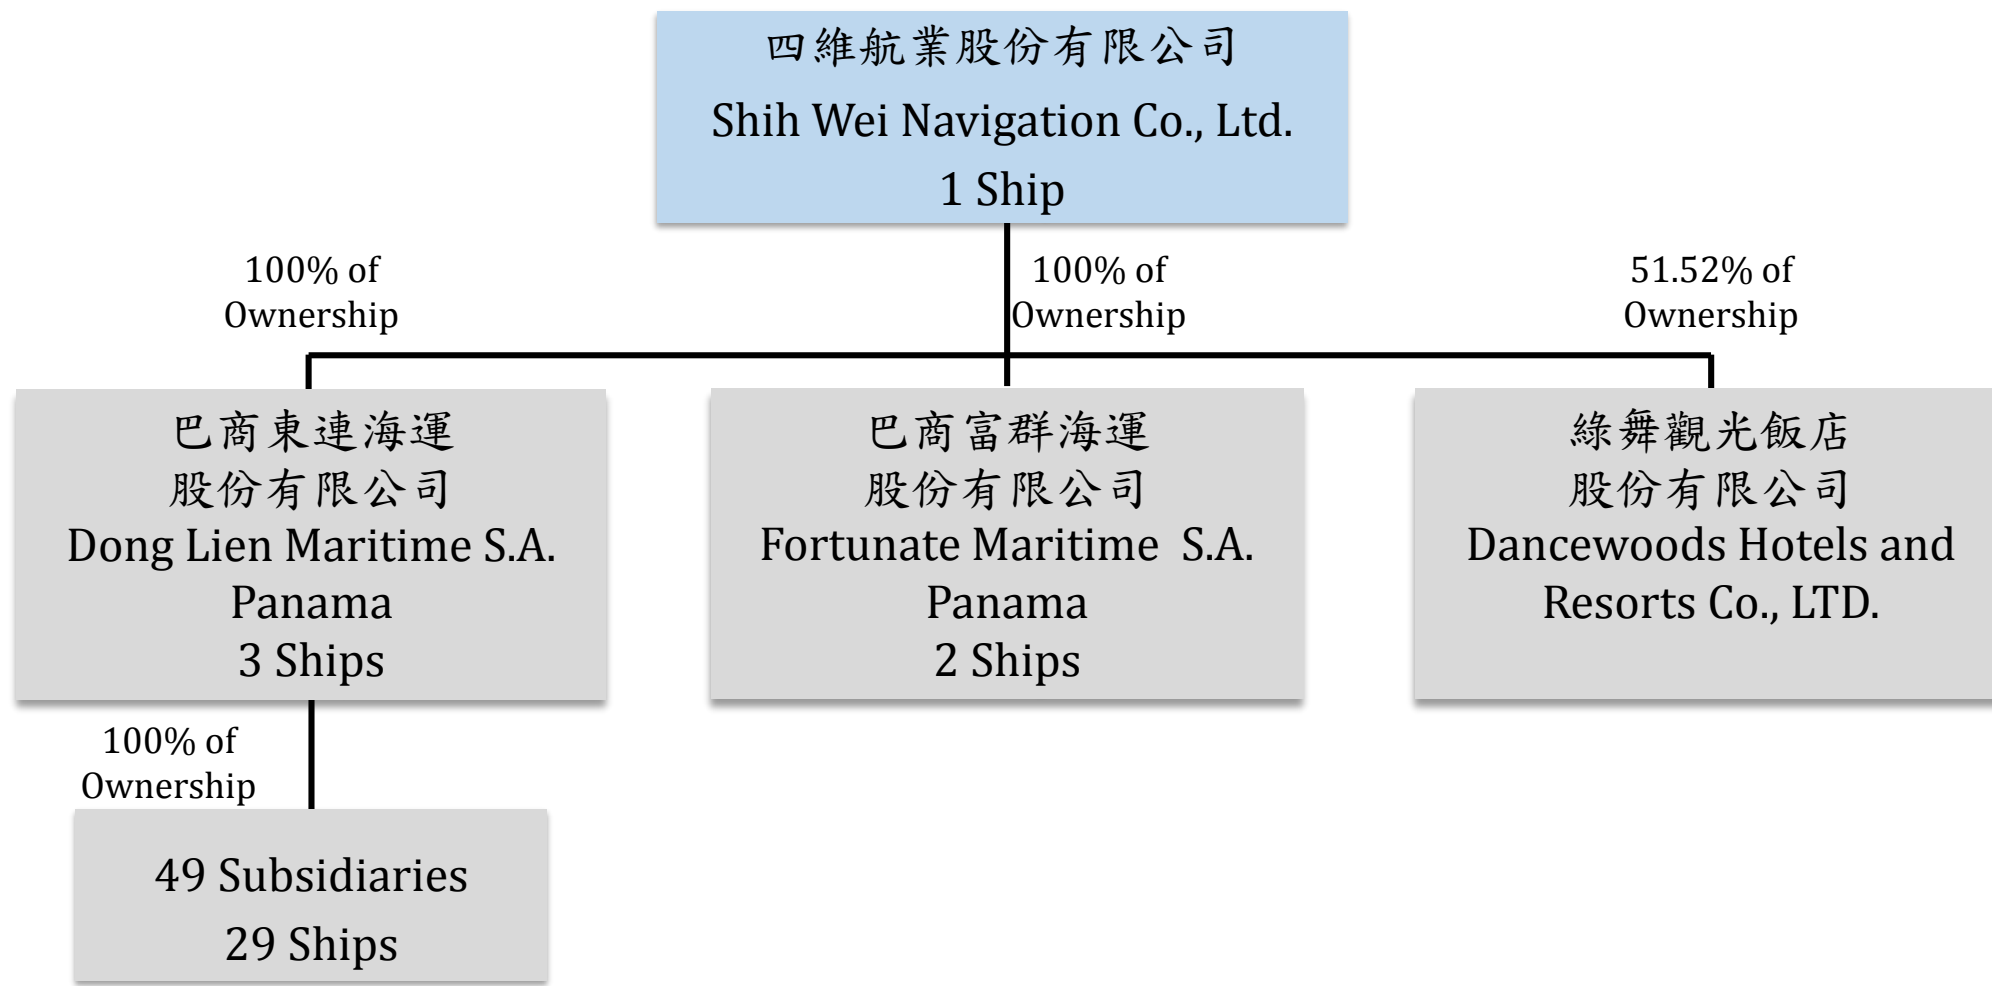 四維航業股份有限公司
Shih Wei Navigation Co., Ltd.
1 Ship
100% of
Ownership
100% of
Ownership
51.52% of
Ownership
巴商東連海運
股份有限公司
Dong Lien Maritime S.A.
Panama
3 Ships
巴商富群海運
股份有限公司
Fortunate Maritime S.A.
Panama
2 Ships
綠舞觀光飯店
股份有限公司
Dancewoods Hotels and
Resorts Co., LTD.
100% of
Ownership
49 Subsidiaries
29 Ships